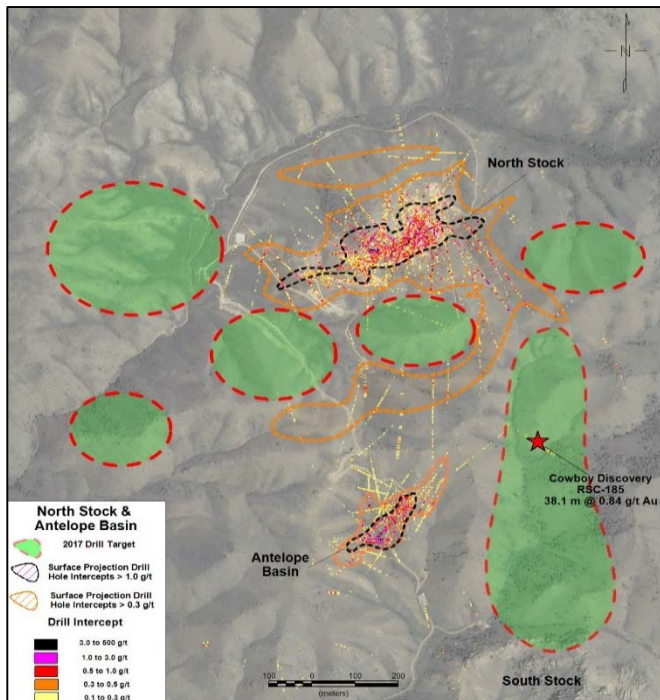 N
North Stock
Cowboy Discovery
RSC-185
38.1 m @ 0.84 g/t Au
Antelope
Basin
South Stock
North Stock &
Antelope Basin
2017 Drill Target
Surface Projection Drill
Hole Intercepts > 1.0 g/t
Surface Projection Drill
Hole Intercepts > 0.3 g/t
Drill Intercept
3.0 to 500 g/t
1.0 to 3.0 g/t
0.5 to 1.0 g/t
0.3 to 0.5 g/t
0.1 to 0.3 g/t
100 0 100 200
(meters)